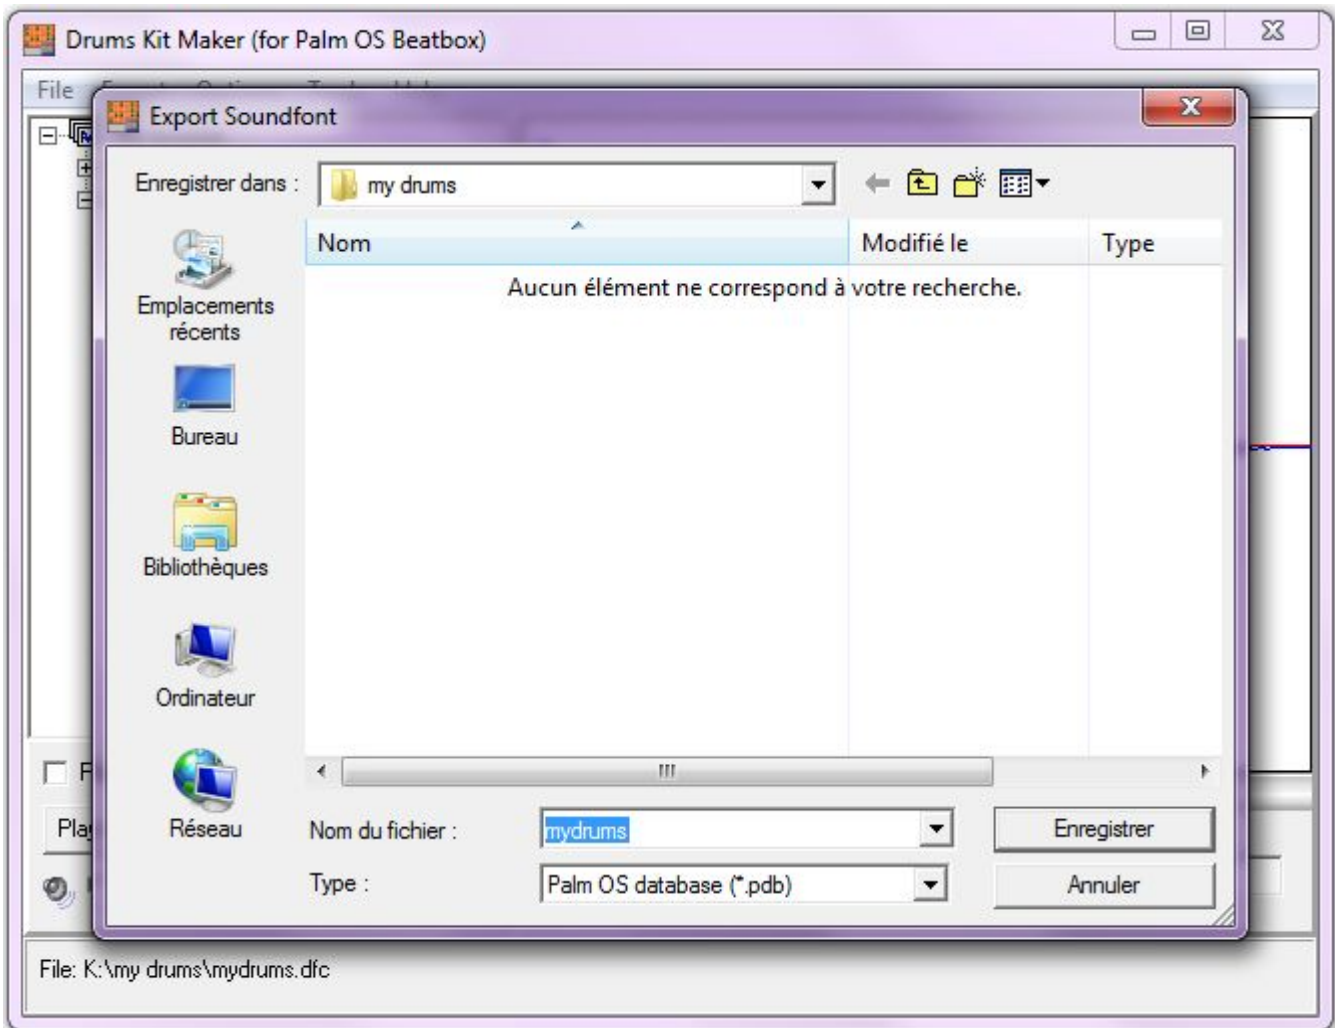 Drums Kit Maker (for Palm OS Beatbox)
File
Export Soundfont
Enregistrer dans :
my drums
Nom
Modifié le
Type
Aucun élément ne correspond à votre recherche.
Emplacements
récents
Bureau
Bibliothèques
Ordinateur
Réseau
Nom du fichier :
mydrums
Enregistrer
Type :
Palm OS database (*.pdb)
Annuler
File: K:\my drums\mydrums.dfc